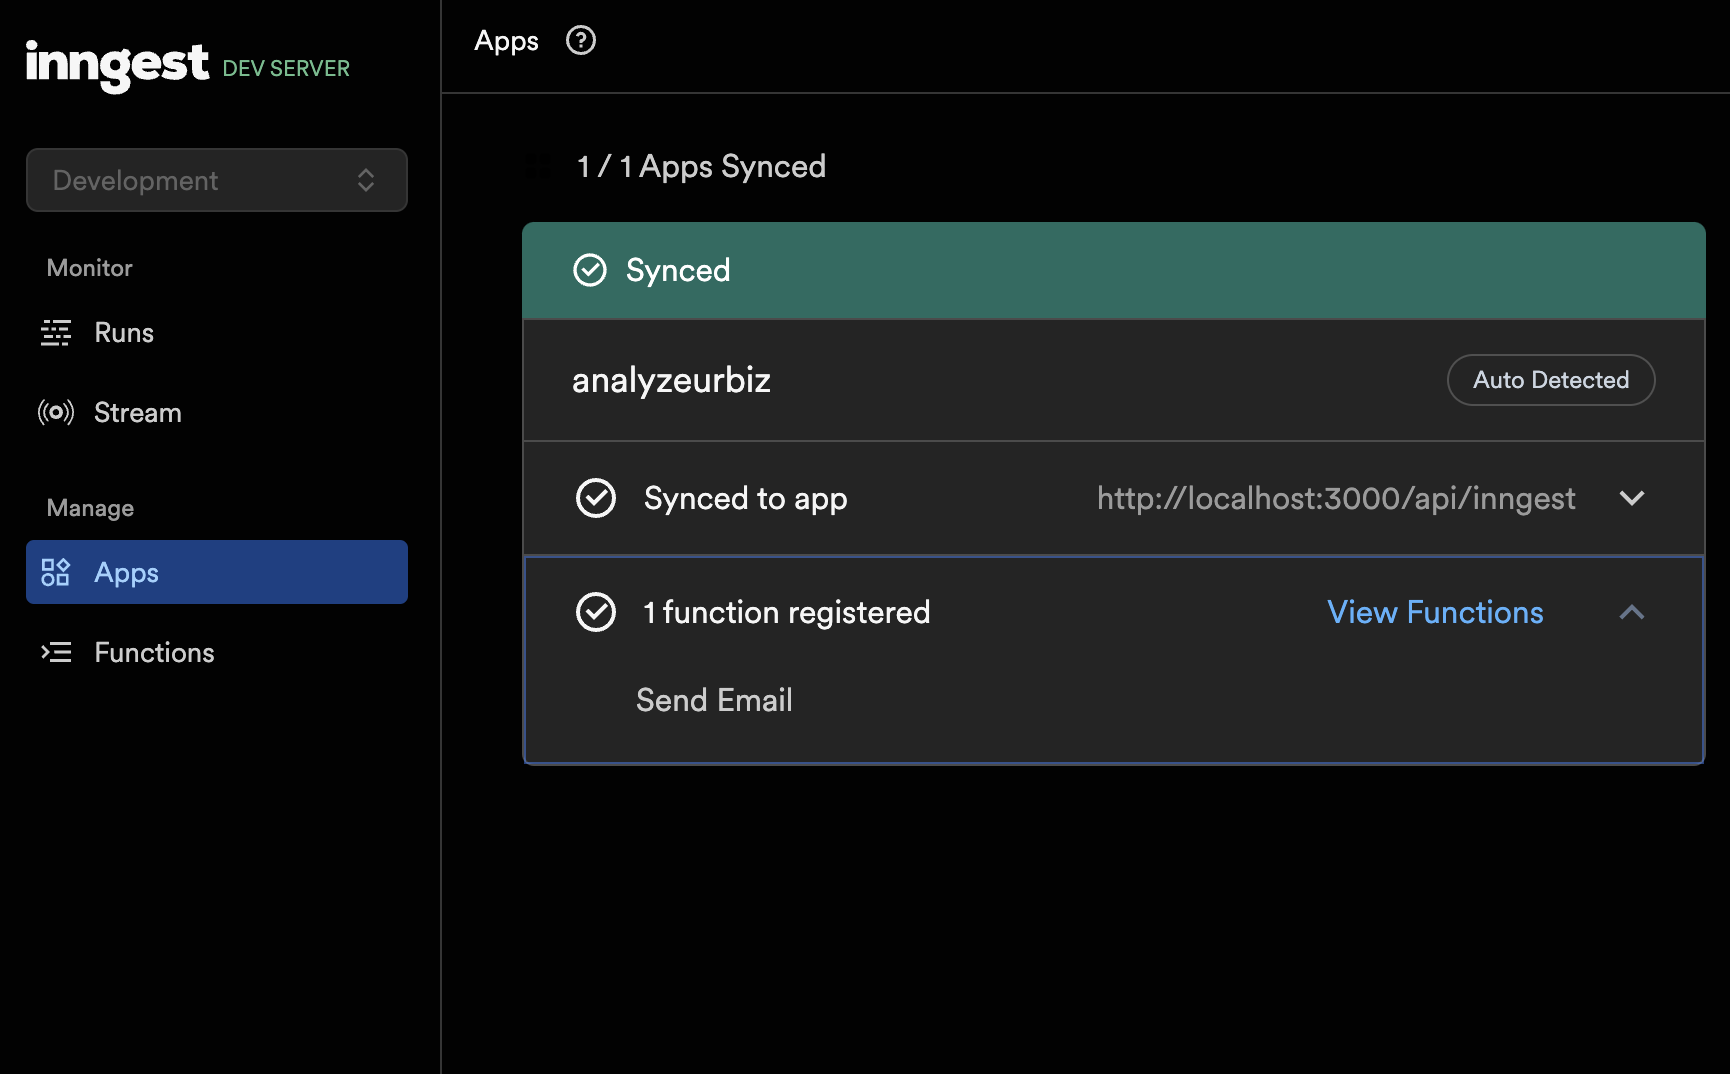 inngest DEV SERVER
Development
Monitor
Runs
Stream
Manage
Apps
Functions
Apps ?
1 / 1 Apps Synced
Synced
analyzeurbiz Auto Detected
Synced to app http://localhost:3000/api/inngest
1 function registered View Functions
Send Email